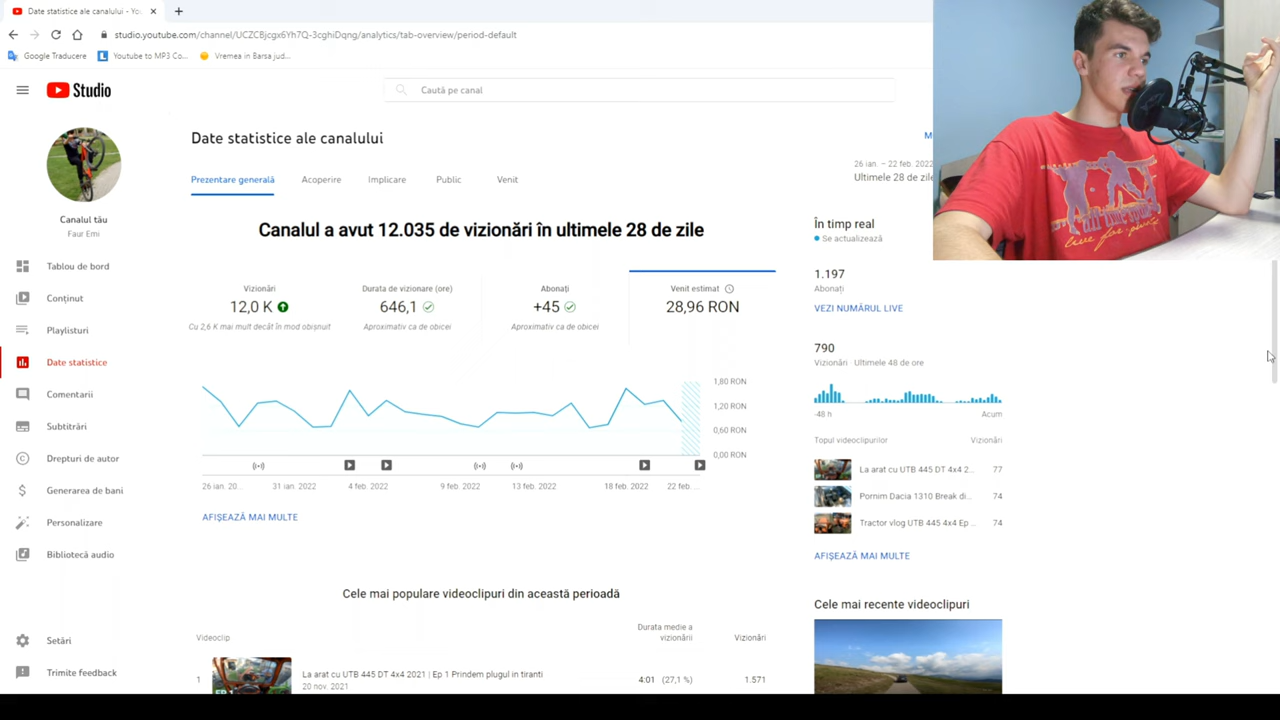 Date statistice ale canalului - Yo
studio.youtube.com/channel/UCZCBjcgx6Yh7Q-3cghiDqng/analytics/tab-overview/period-default
Google Traducere
Youtube to MP3 Co...
Vremea in Barsa jud...
Studio
Caută pe canal
Canalul tău
Faur Emi
Tablou de bord
Conținut
Playlisturi
Date statistice
Comentarii
Subtitrări
Drepturi de autor
Generarea de bani
Personalizare
Bibliotecă audio
Setări
Trimite feedback
Date statistice ale canalului
Prezentare generală
Acoperire
Implicare
Public
Venit
26 ian. – 22 feb. 2022
Ultimele 28 de zile
Canalul a avut 12.035 de vizionări în ultimele 28 de zile
Vizionări
12,0 K
Cu 2,6 K mai mult decât în mod obișnuit
Durata de vizionare (ore)
646,1
Aproximativ ca de obicei
Abonați
+45
Aproximativ ca de obicei
Venit estimat
28,96 RON
1,80 RON
1,20 RON
0,60 RON
0,00 RON
26 ian. 20...
31 ian. 2022
4 feb. 2022
9 feb. 2022
13 feb. 2022
18 feb. 2022
22 feb. ...
AFIȘEAZĂ MAI MULTE
Cele mai populare videoclipuri din această perioadă
Videoclip
Durata medie a
vizionării
Vizionări
1
La arat cu UTB 445 DT 4x4 2021 | Ep 1 Prindem plugul in tiranti
20 nov. 2021
4:01 (27,1 %)
1.571
În timp real
Se actualizează
1.197
Abonați
VEZI NUMĂRUL LIVE
790
Vizionări · Ultimele 48 de ore
-48 h
Acum
Topul videoclipurilor
Vizionări
La arat cu UTB 445 DT 4x4 2...
77
Pornim Dacia 1310 Break di...
74
Tractor vlog UTB 445 4x4 Ep ...
74
AFIȘEAZĂ MAI MULTE
Cele mai recente videoclipuri